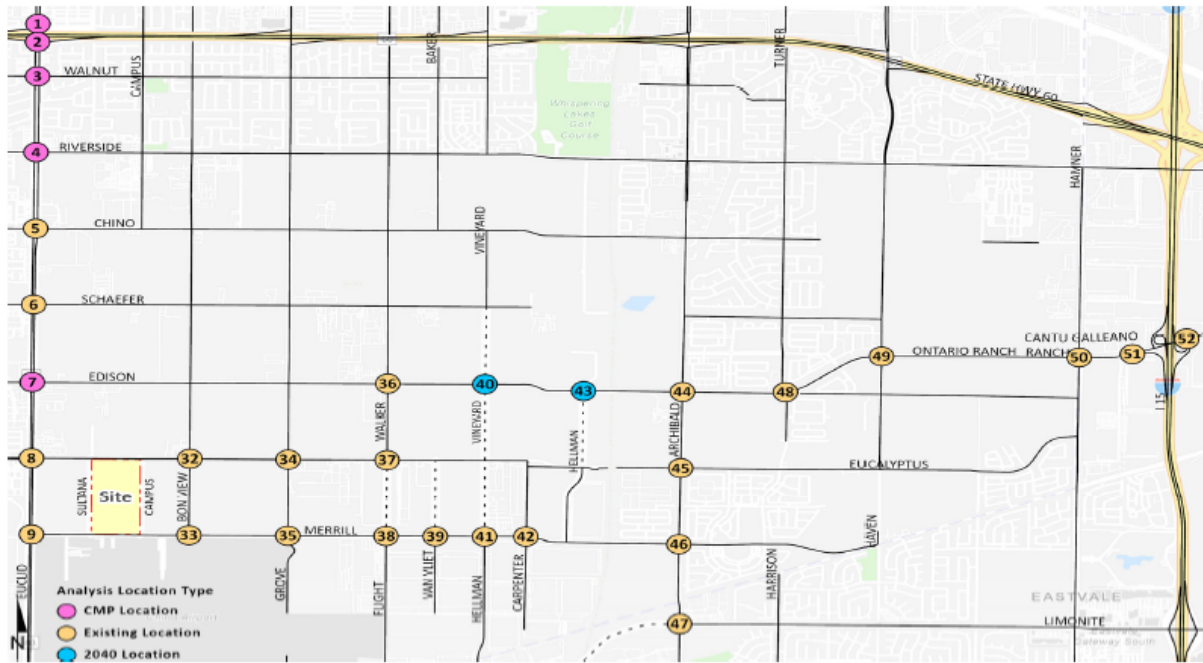 1
2
3
WALNUT
CAMPUS
BAKER
TURNER
STATE HWY 60
Whispering
Lakes
Golf
Course
4
RIVERSIDE
HAMNER
5
CHINO
VINEYARD
6
SCHAEFER
CANTU GALLEANO
RANCH
ONTARIO RANCH
49
50
51
52
7
EDISON
36
40
43
44
48
I 15
WALKER
VINEYARD
HELLMAN
ARCHIBALD
8
32
34
37
45
EUCALYPTUS
SULTANA
Site
CAMPUS
BON VIEW
9
33
35
MERRILL
38
39
41
42
46
HAVEN
EUCLID
GROVE
FLIGHT
VAN VLIET
HELLMAN
CARPENTER
HARRISON
47
LIMONITE
EASTVALE
Eastvale
Gateway South
Analysis Location Type
CMP Location
Existing Location
2040 Location
N